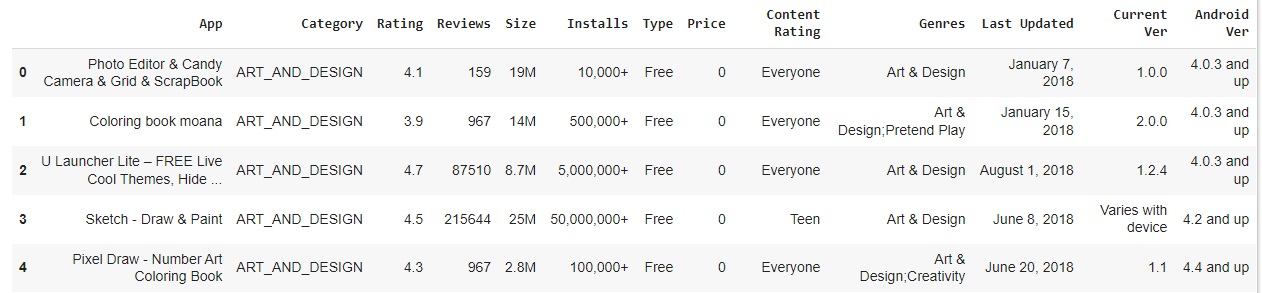 App Category Rating Reviews Size Installs Type Price Content Rating Genres Last Updated Current Ver Android Ver
0 Photo Editor & Candy Camera & Grid & ScrapBook ART_AND_DESIGN 4.1 159 19M 10,000+ Free 0 Everyone Art & Design January 7, 2018 1.0.0 4.0.3 and up
1 Coloring book moana ART_AND_DESIGN 3.9 967 14M 500,000+ Free 0 Everyone Art & Design;Pretend Play January 15, 2018 2.0.0 4.0.3 and up
2 U Launcher Lite – FREE Live Cool Themes, Hide ... ART_AND_DESIGN 4.7 87510 8.7M 5,000,000+ Free 0 Everyone Art & Design August 1, 2018 1.2.4 4.0.3 and up
3 Sketch - Draw & Paint ART_AND_DESIGN 4.5 215644 25M 50,000,000+ Free 0 Teen Art & Design June 8, 2018 Varies with device 4.2 and up
4 Pixel Draw - Number Art Coloring Book ART_AND_DESIGN 4.3 967 2.8M 100,000+ Free 0 Everyone Art & Design;Creativity June 20, 2018 1.1 4.4 and up